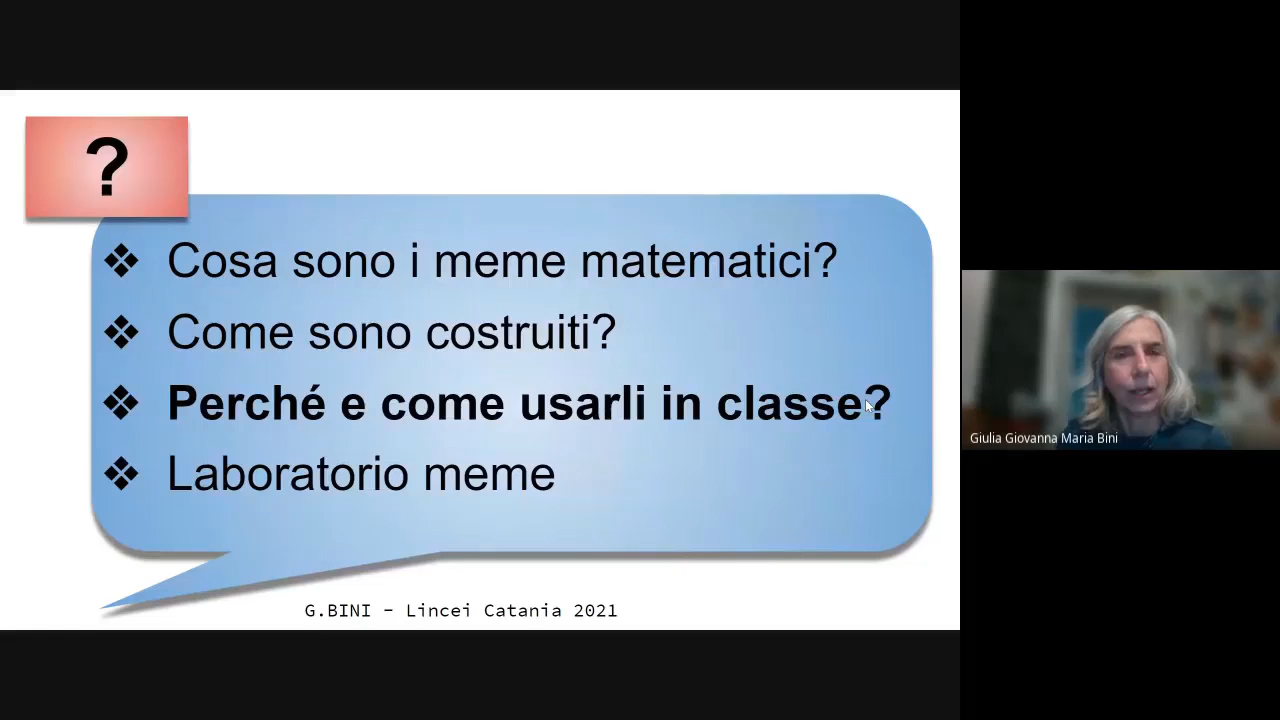 ?
❖ Cosa sono i meme matematici?
❖ Come sono costruiti?
❖ Perché e come usarli in classe?
❖ Laboratorio meme
G.BINI - Lincei Catania 2021
Giulia Giovanna Maria Bini